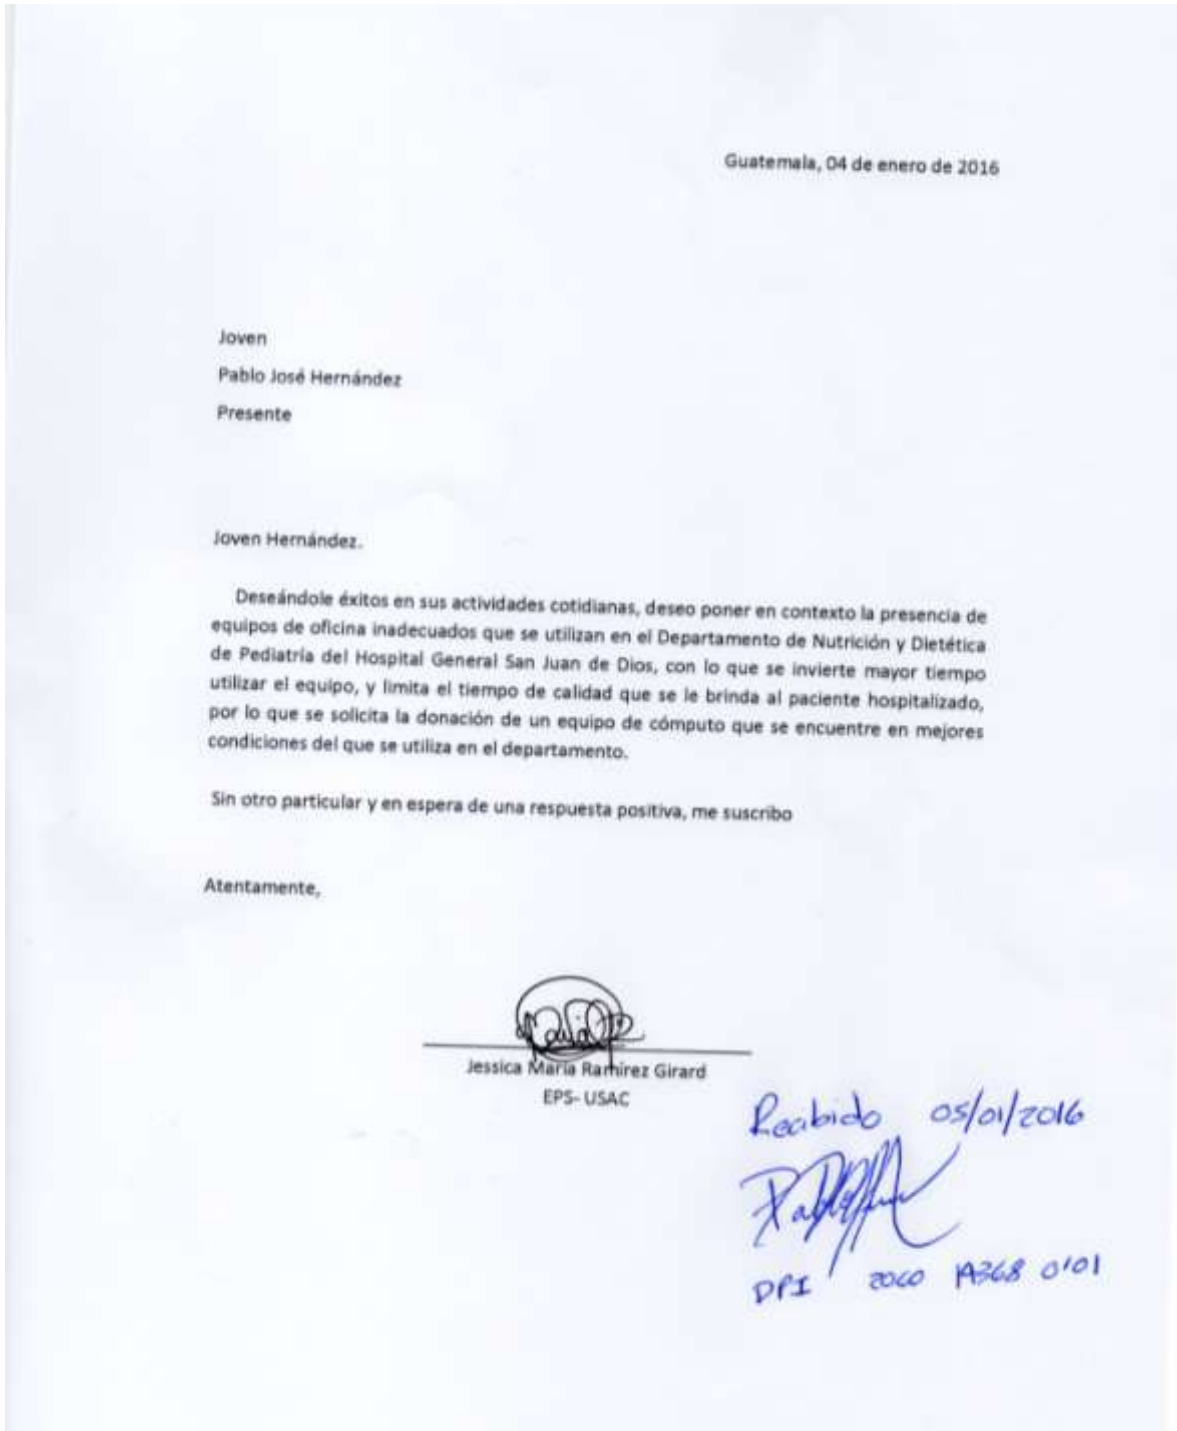 Guatemala, 04 de enero de 2016
Joven
Pablo José Hernández
Presente
Joven Hernández.
Deseándole éxitos en sus actividades cotidianas, deseo poner en contexto la presencia de
equipos de oficina inadecuados que se utilizan en el Departamento de Nutrición y Dietética
de Pediatría del Hospital General San Juan de Dios, con lo que se invierte mayor tiempo
utilizar el equipo, y limita el tiempo de calidad que se le brinda al paciente hospitalizado,
por lo que se solicita la donación de un equipo de cómputo que se encuentre en mejores
condiciones del que se utiliza en el departamento.
Sin otro particular y en espera de una respuesta positiva, me suscribo
Atentamente,
Jessica María Ramírez Girard
EPS- USAC
Recibido 05/01/2016
DPI